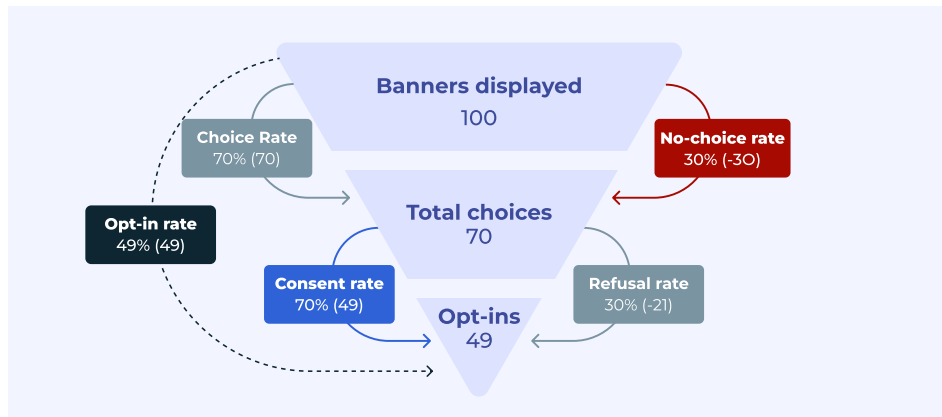 Banners displayed
100
Choice Rate
70% (70)
No-choice rate
30% (-3O)
Opt-in rate
49% (49)
Total choices
70
Consent rate
70% (49)
Refusal rate
30% (-21)
Opt-ins
49